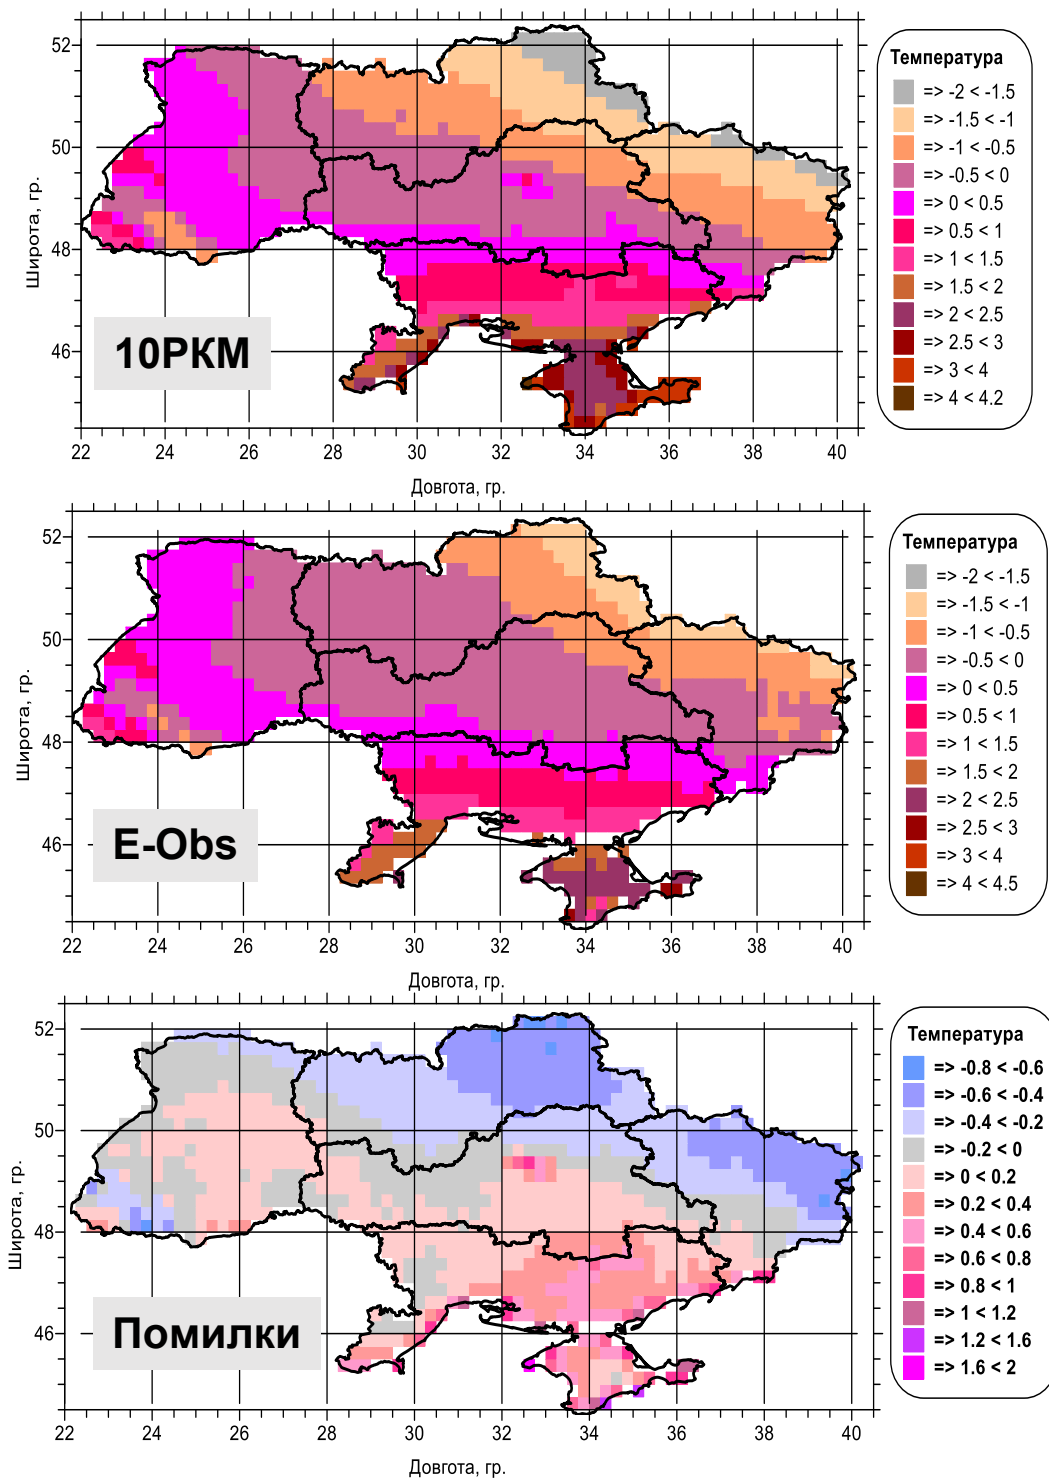 52
50
48
46
Широта, гр.
22
24
26
28
30
32
34
36
38
40
Довгота, гр.
10РКМ
Температура
=> -2 < -1.5
=> -1.5 < -1
=> -1 < -0.5
=> -0.5 < 0
=> 0 < 0.5
=> 0.5 < 1
=> 1 < 1.5
=> 1.5 < 2
=> 2 < 2.5
=> 2.5 < 3
=> 3 < 4
=> 4 < 4.2
52
50
48
46
Широта, гр.
22
24
26
28
30
32
34
36
38
40
Довгота, гр.
E-Obs
Температура
=> -2 < -1.5
=> -1.5 < -1
=> -1 < -0.5
=> -0.5 < 0
=> 0 < 0.5
=> 0.5 < 1
=> 1 < 1.5
=> 1.5 < 2
=> 2 < 2.5
=> 2.5 < 3
=> 3 < 4
=> 4 < 4.5
52
50
48
46
Широта, гр.
22
24
26
28
30
32
34
36
38
40
Довгота, гр.
Помилки
Температура
=> -0.8 < -0.6
=> -0.6 < -0.4
=> -0.4 < -0.2
=> -0.2 < 0
=> 0 < 0.2
=> 0.2 < 0.4
=> 0.4 < 0.6
=> 0.6 < 0.8
=> 0.8 < 1
=> 1 < 1.2
=> 1.2 < 1.6
=> 1.6 < 2